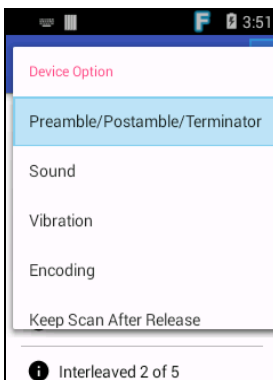 F 3:51
Device Option
Preamble/Postamble/Terminator
Sound
Vibration
Encoding
Keep Scan After Release
Interleaved 2 of 5